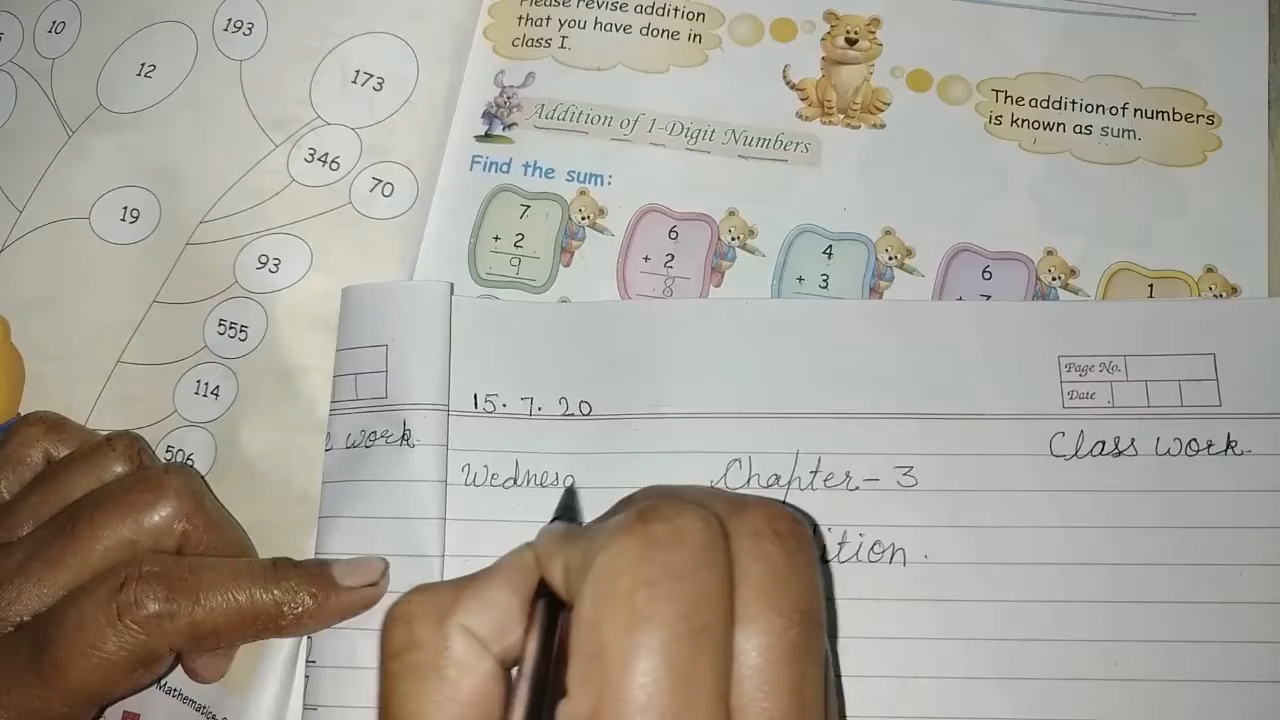 10
193
12
173
346
70
19
93
555
114
506
Please revise addition
that you have done in
class I.
The addition of numbers
is known as sum.
Addition of 1-Digit Numbers
Find the sum:
7
+ 2
9
6
+ 2
8
4
+ 3
6
+ 7
1
Page No.
Date
15. 7. 20
work.
Class work.
Wednes
Chapter - 3
ition.
Mathematics-